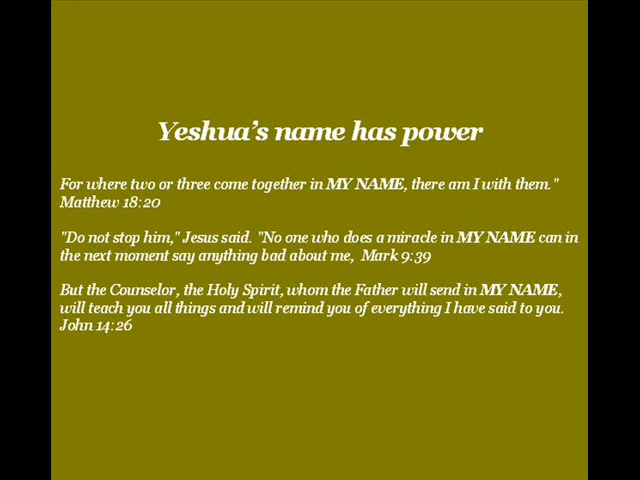 Yeshua’s name has power
For where two or three come together in MY NAME, there am I with them."
Matthew 18:20
"Do not stop him," Jesus said. "No one who does a miracle in MY NAME can in
the next moment say anything bad about me,  Mark 9:39
But the Counselor, the Holy Spirit, whom the Father will send in MY NAME,
will teach you all things and will remind you of everything I have said to you.
John 14:26